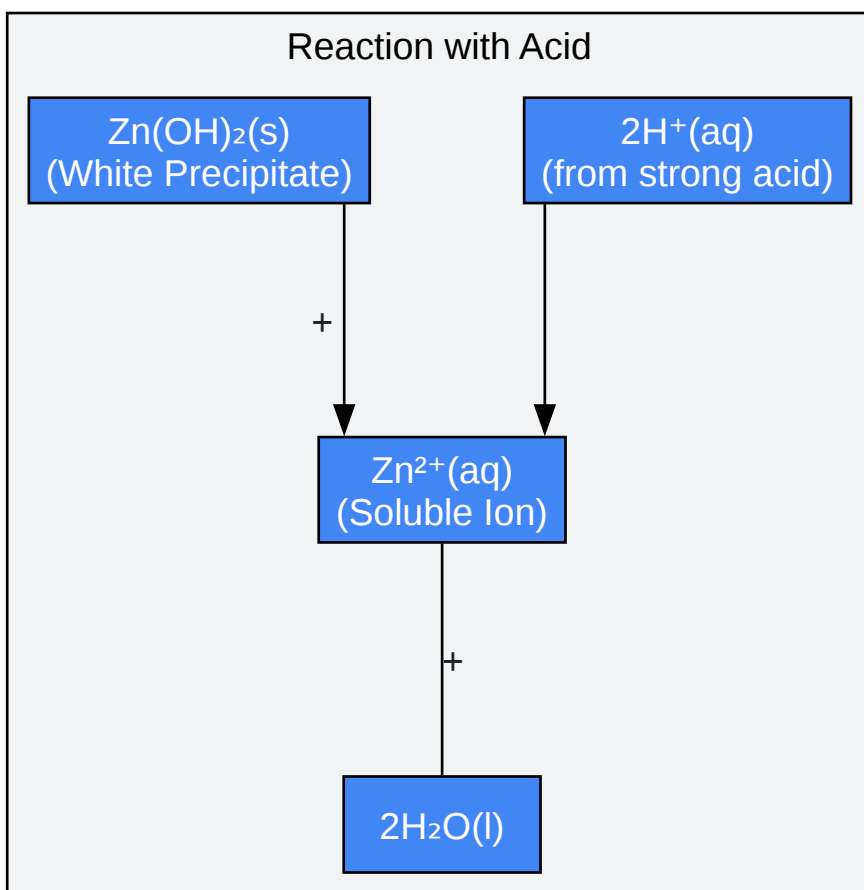 Reaction with Acid
Zn(OH)₂(s)
(White Precipitate)
2H⁺(aq)
(from strong acid)
+
Zn²⁺(aq)
(Soluble Ion)
+
2H₂O(l)